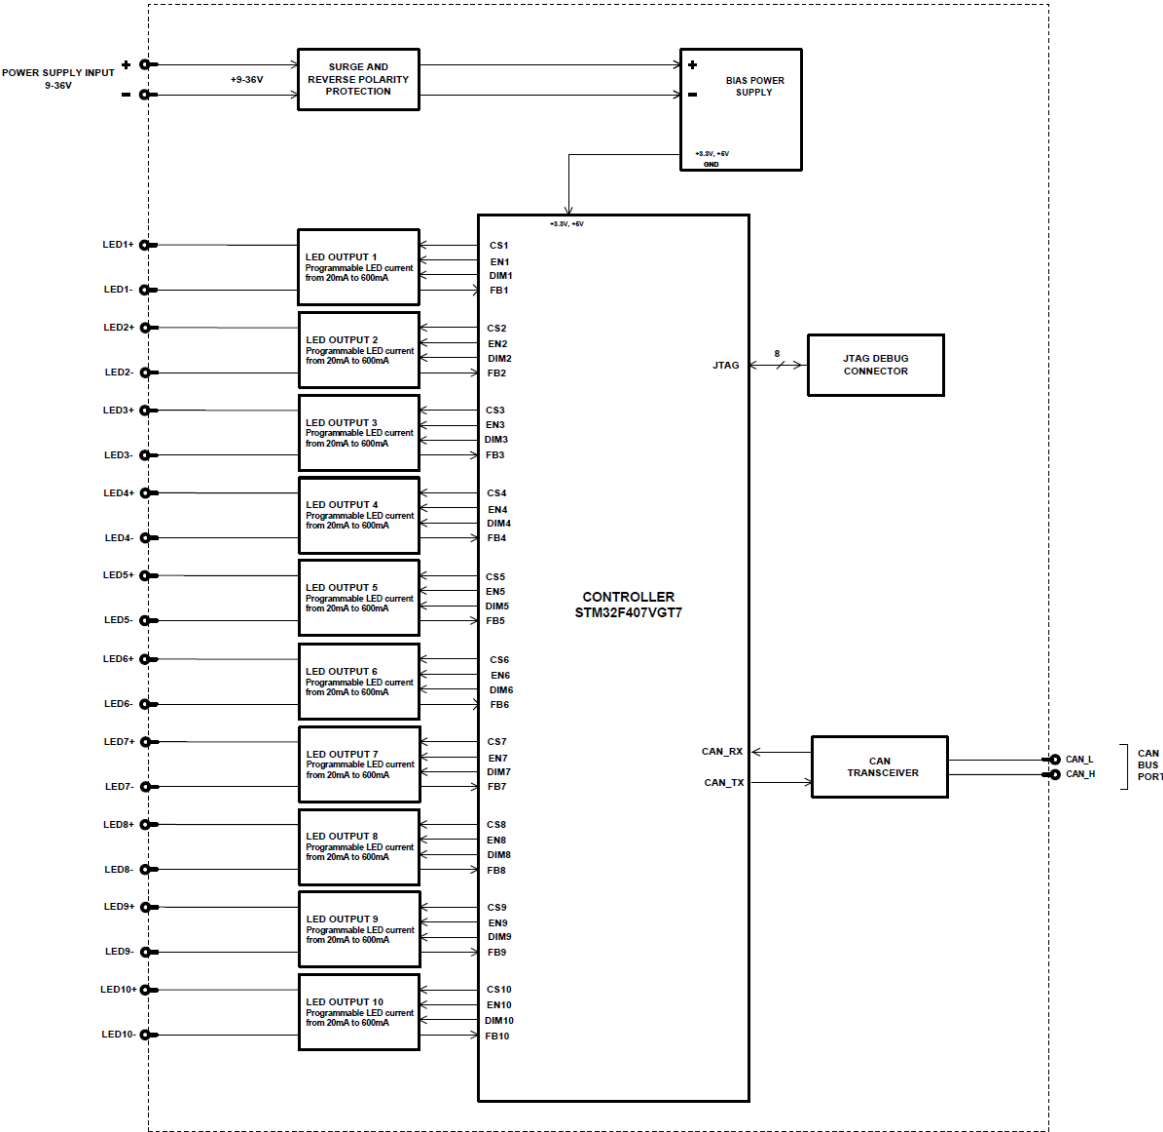 POWER SUPPLY INPUT
9-36V
+
-
+9-36V
SURGE AND
REVERSE POLARITY
PROTECTION
+
-
BIAS POWER
SUPPLY
+3.3V, +5V
GND
+3.3V, +5V
LED1+
LED1-
LED OUTPUT 1
Programmable LED current
from 20mA to 600mA
CS1
EN1
DIM1
FB1
LED2+
LED2-
LED OUTPUT 2
Programmable LED current
from 20mA to 600mA
CS2
EN2
DIM2
FB2
LED3+
LED3-
LED OUTPUT 3
Programmable LED current
from 20mA to 600mA
CS3
EN3
DIM3
FB3
LED4+
LED4-
LED OUTPUT 4
Programmable LED current
from 20mA to 600mA
CS4
EN4
DIM4
FB4
LED5+
LED5-
LED OUTPUT 5
Programmable LED current
from 20mA to 600mA
CS5
EN5
DIM5
FB5
LED6+
LED6-
LED OUTPUT 6
Programmable LED current
from 20mA to 600mA
CS6
EN6
DIM6
FB6
LED7+
LED7-
LED OUTPUT 7
Programmable LED current
from 20mA to 600mA
CS7
EN7
DIM7
FB7
LED8+
LED8-
LED OUTPUT 8
Programmable LED current
from 20mA to 600mA
CS8
EN8
DIM8
FB8
LED9+
LED9-
LED OUTPUT 9
Programmable LED current
from 20mA to 600mA
CS9
EN9
DIM9
FB9
LED10+
LED10-
LED OUTPUT 10
Programmable LED current
from 20mA to 600mA
CS10
EN10
DIM10
FB10
CONTROLLER
STM32F407VGT7
JTAG
8
JTAG DEBUG
CONNECTOR
CAN_RX
CAN_TX
CAN
TRANSCEIVER
CAN_L
CAN_H
CAN
BUS
PORT